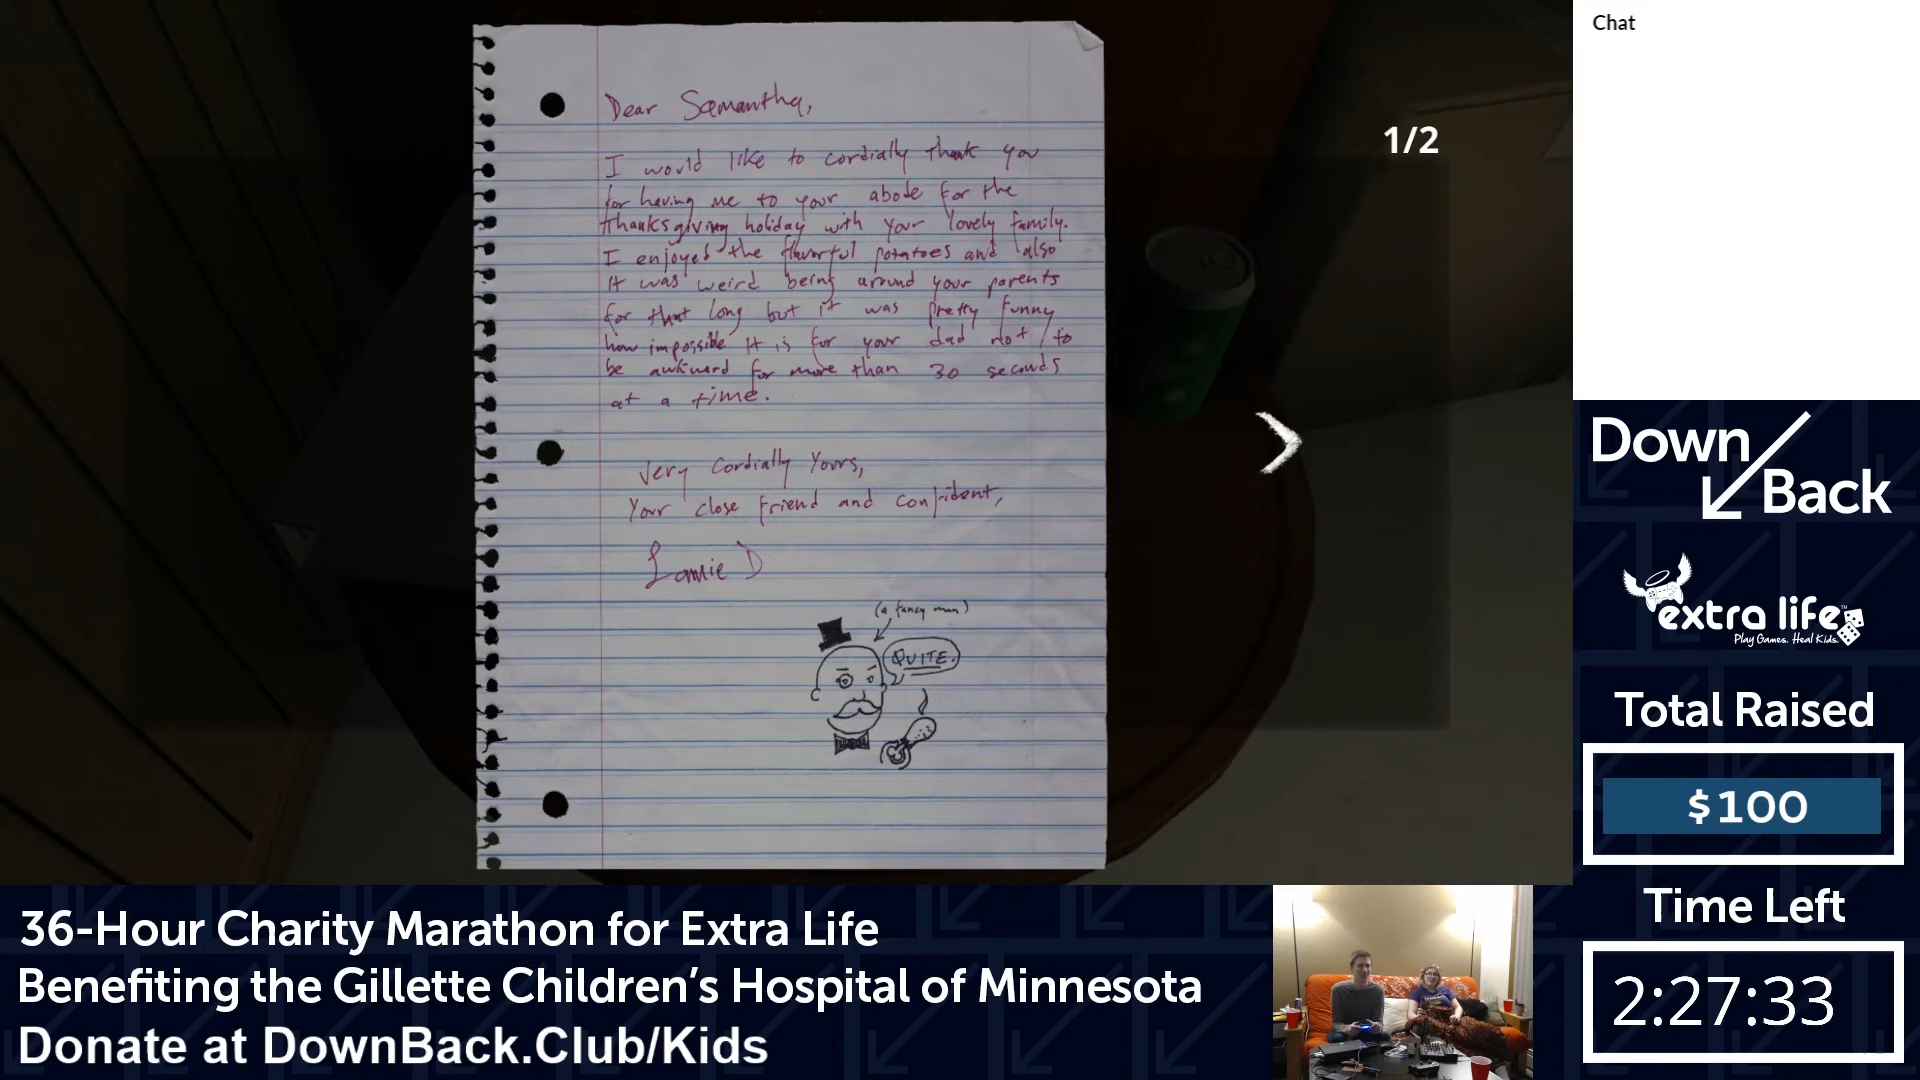 Dear Samantha,
I would like to cordially thank you
for having me to your abode for the
thanksgiving holiday with your lovely family.
I enjoyed the flavorful potatoes and also
it was weird being around your parents
for that long but it was pretty funny
how impossible it is for your dad not to
be awkward for more than 30 seconds
at a time.
Very Cordially Yours,
Your close friend and confident,
Lonnie D
(a fancy man)
QUITE.
1/2
Chat
Down
Back
extra life
Play Games. Heal Kids.
Total Raised
$100
Time Left
2:27:33
36-Hour Charity Marathon for Extra Life
Benefiting the Gillette Children's Hospital of Minnesota
Donate at DownBack.Club/Kids